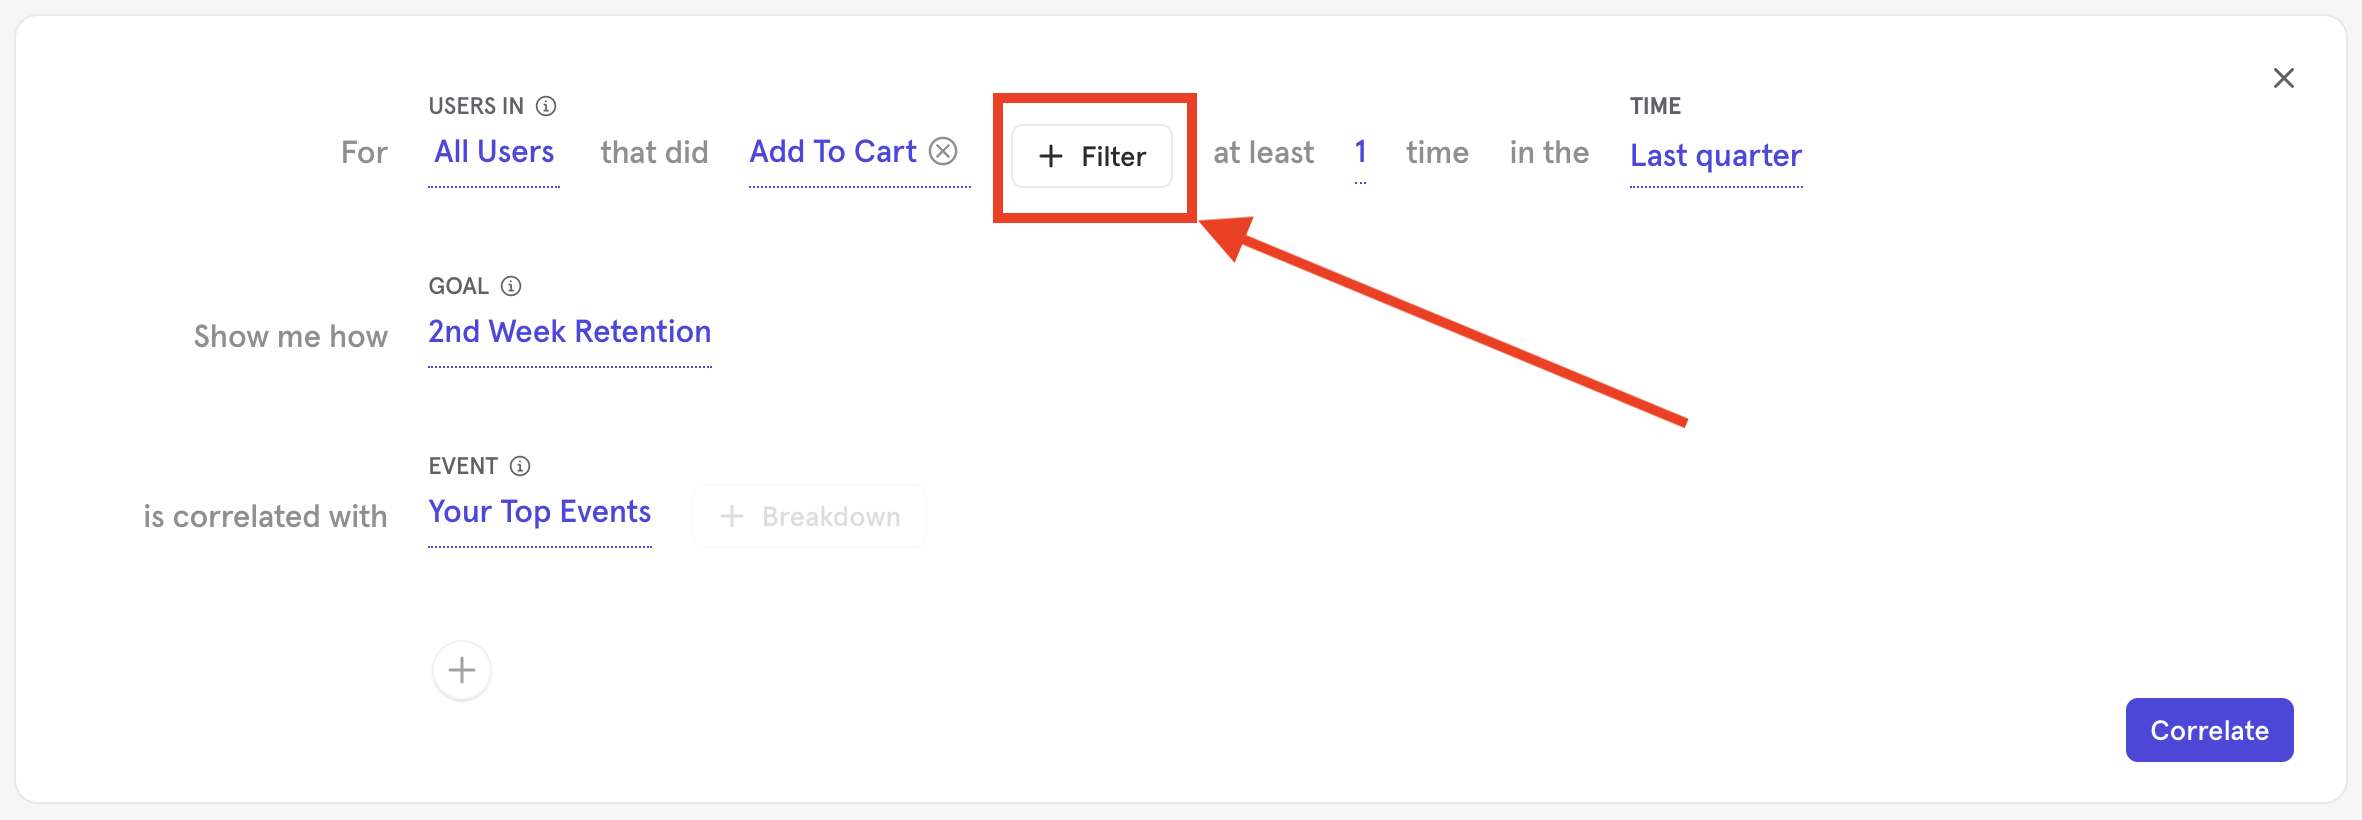 USERS IN TIME
For All Users that did Add To Cart + Filter at least 1 time in the Last quarter
GOAL
Show me how 2nd Week Retention
EVENT
is correlated with Your Top Events + Breakdown
+
Correlate